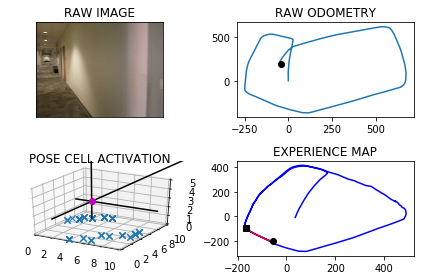 RAW IMAGE
RAW ODOMETRY
500
0
-250 0 250 500
POSE CELL ACTIVATION
5
4
3
2
1
0
0 2 4 6 8 10
0 2 4 6 8 10
EXPERIENCE MAP
400
200
0
-200
-200 0 200 400